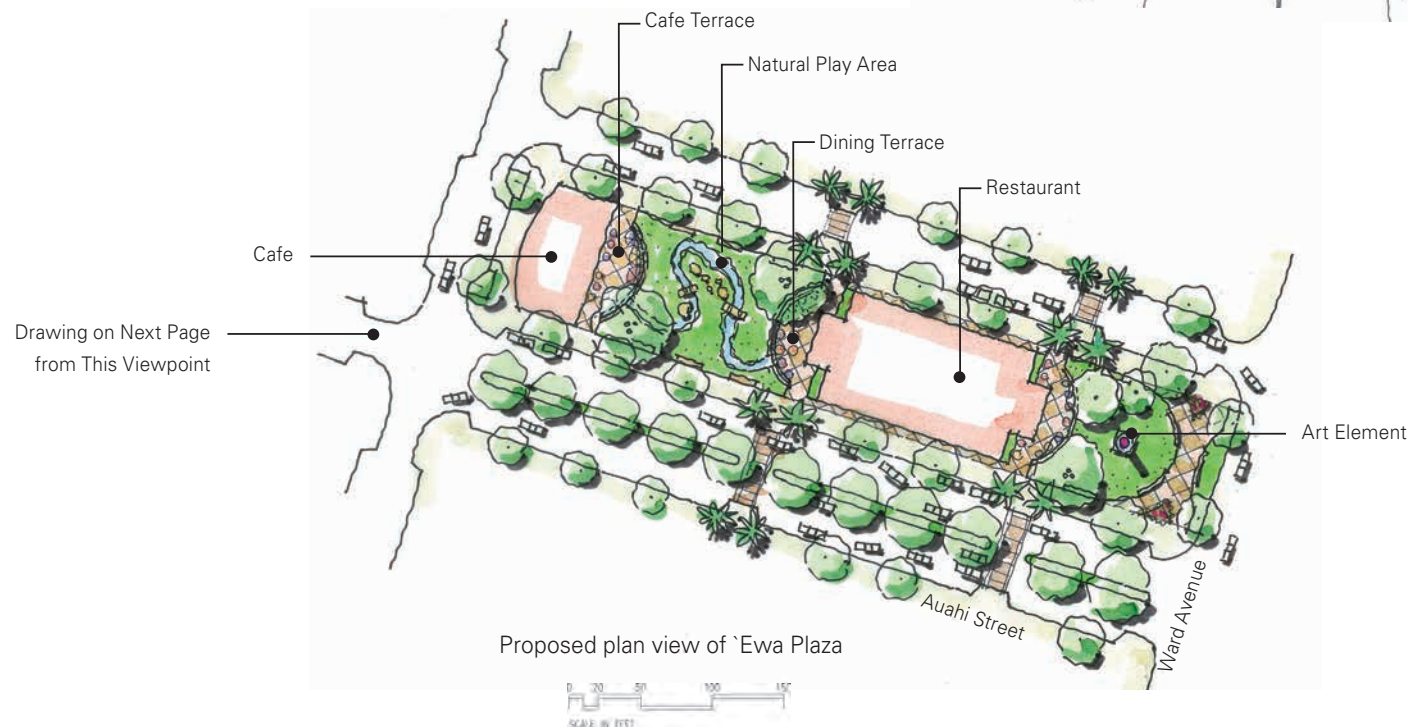 Cafe Terrace
Natural Play Area
Dining Terrace
Restaurant
Cafe
Drawing on Next Page
from This Viewpoint
Art Element
Auahi Street
Ward Avenue
Proposed plan view of `Ewa Plaza
0 20 50 100 150
SCALE IN FEET